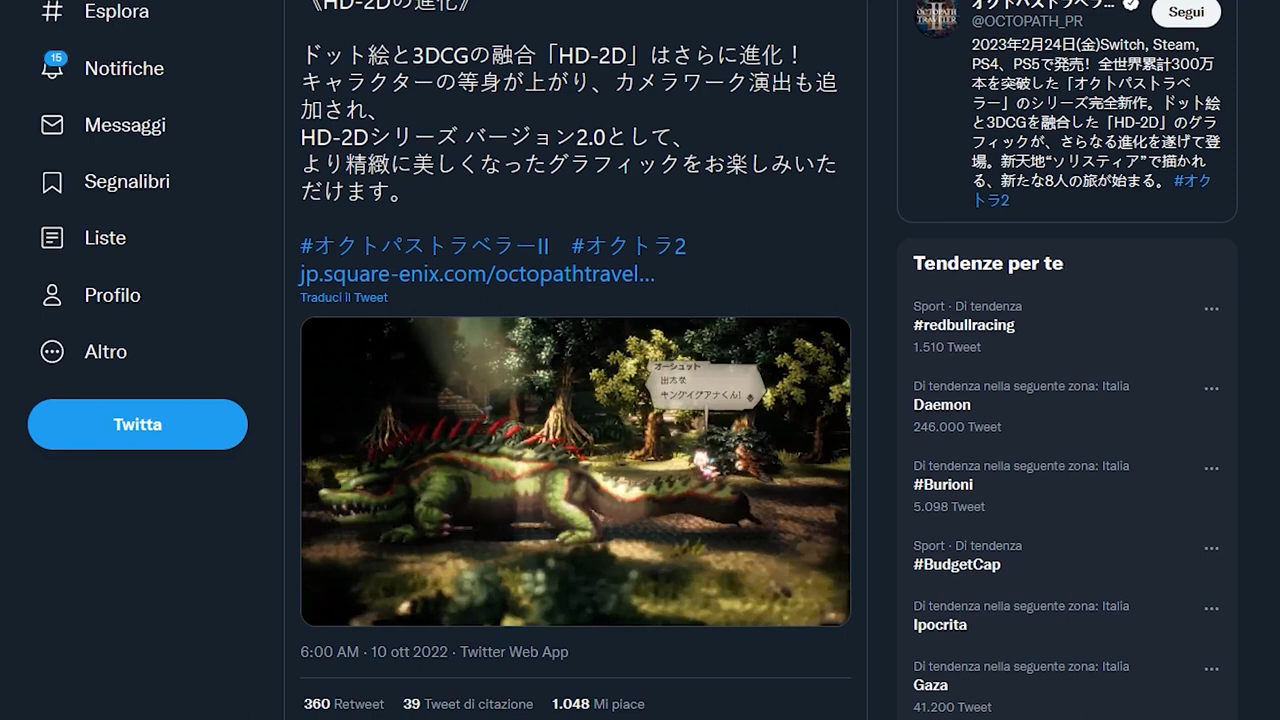 Esplora
15
Notifiche
Messaggi
Segnalibri
Liste
Profilo
Altro
Twitta
《HD-2Dの進化》
ドット絵と3DCGの融合「HD-2D」はさらに進化！
キャラクターの等身が上がり、カメラワーク演出も追
加され、
HD-2Dシリーズ バージョン2.0として、
より精緻に美しくなったグラフィックをお楽しみいた
だけます。
#オクトパストラベラーII #オクトラ2
jp.square-enix.com/octopathtravel...
Traduci il Tweet
オーシュット
キングイグアナくん!
6:00 AM · 10 ott 2022 · Twitter Web App
360 Retweet 39 Tweet di citazione 1.048 Mi piace
OCTOPATH
TRAVELER
II
オクトパストラベラ...
@OCTOPATH_PR
Segui
2023年2月24日(金)Switch, Steam,
PS4、PS5で発売！全世界累計300万
本を突破した「オクトパストラベ
ラー」のシリーズ完全新作。ドット絵
と3DCGを融合した「HD-2D」のグラ
フィックが、さらなる進化を遂げて登
場。新天地“ソリスティア”で描かれ
る、新たな8人の旅が始まる。 #オク
トラ2
Tendenze per te
Sport · Di tendenza
#redbullracing
1.510 Tweet
Di tendenza nella seguente zona: Italia
Daemon
246.000 Tweet
Di tendenza nella seguente zona: Italia
#Burioni
5.098 Tweet
Sport · Di tendenza
#BudgetCap
Di tendenza nella seguente zona: Italia
Ipocrita
Di tendenza nella seguente zona: Italia
Gaza
41.200 Tweet